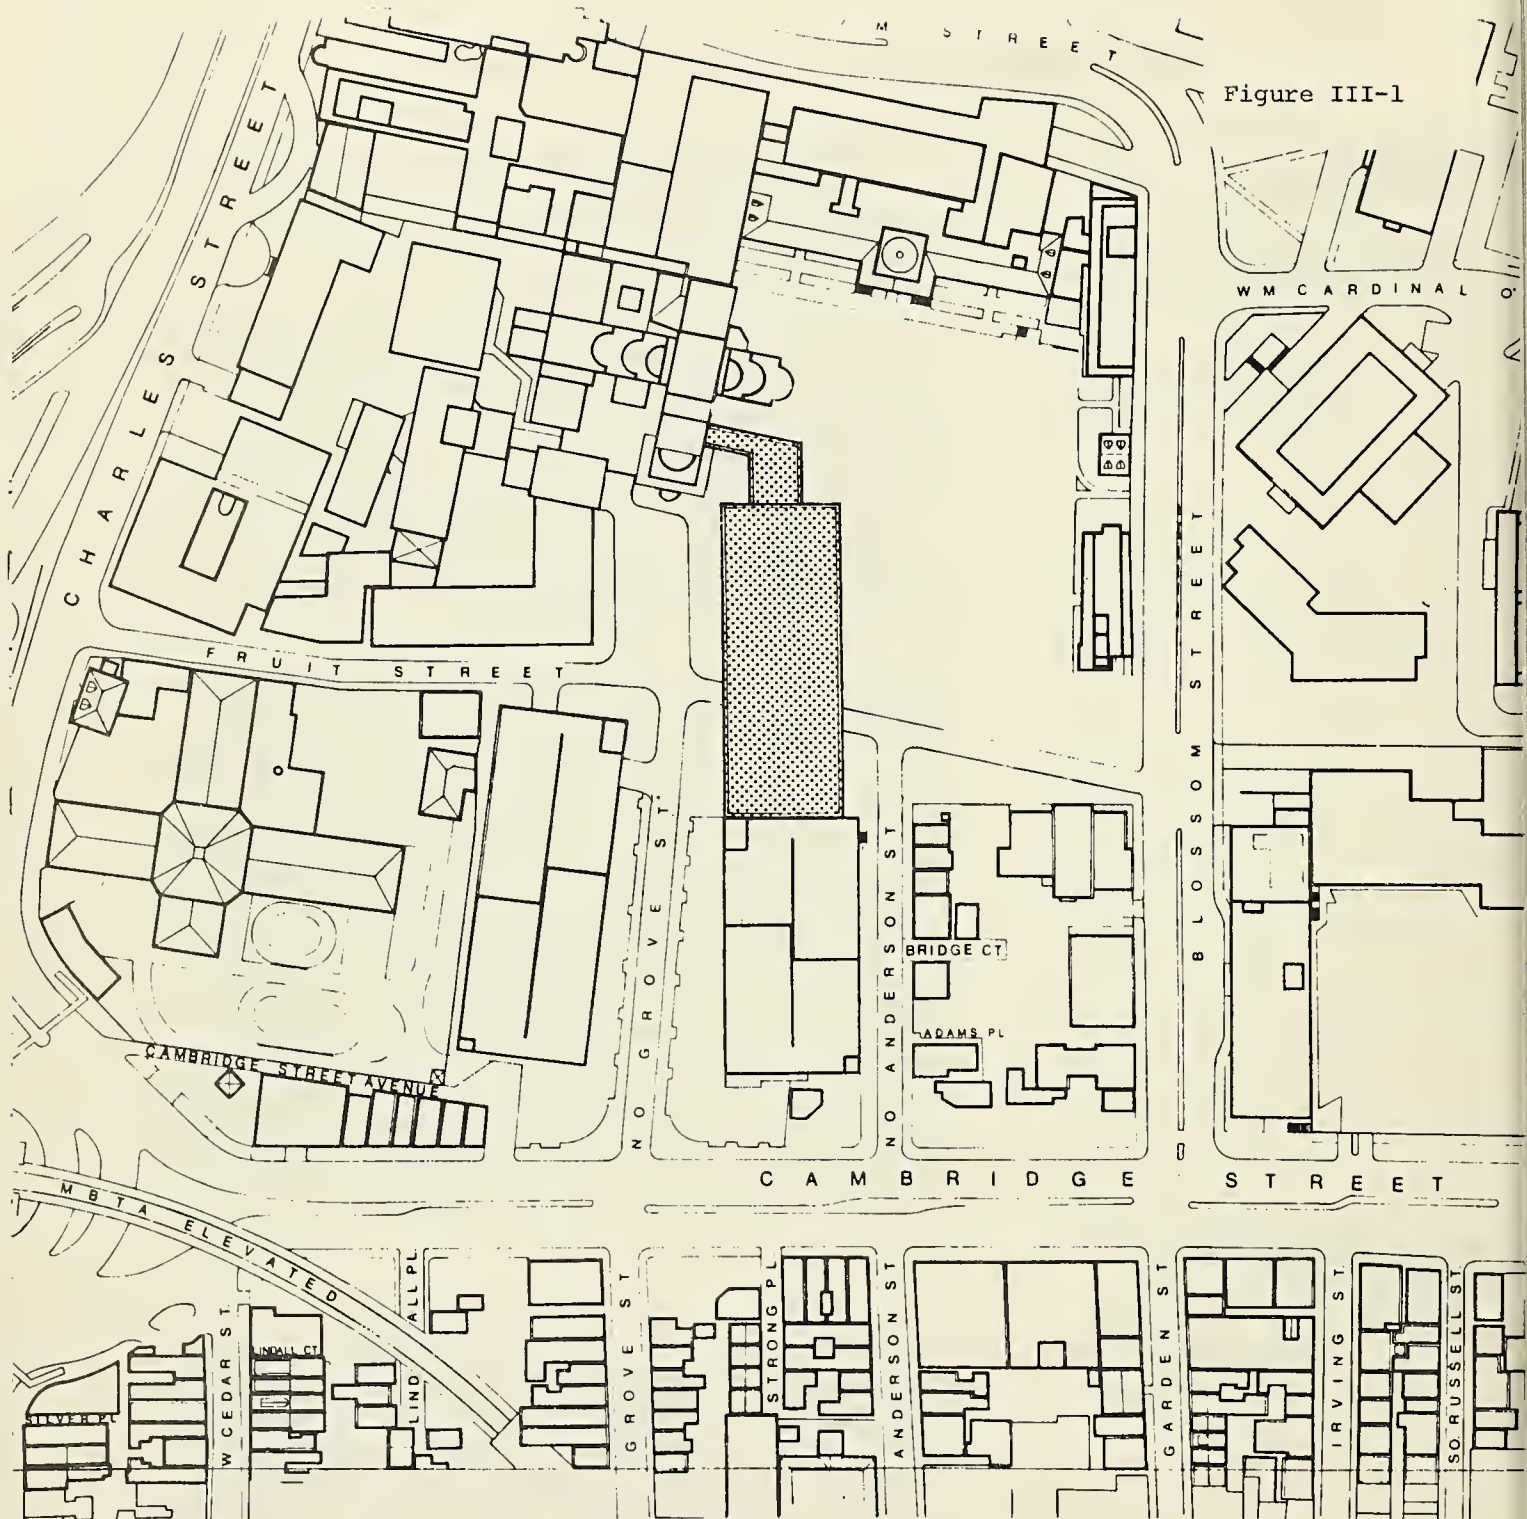 M STREET
Figure III-1
CHARLES STREET
WM CARDINAL O'
FRUIT STREET
BLOSSOM STREET
NO GROVE ST.
NO ANDERSON ST
BRIDGE CT.
ADAMS PL
CAMBRIDGE STREET AVENUE
CAMBRIDGE STREET
MBTA ELEVATED
W CEDAR ST.
LINDALL CT
LINDALL PL.
SILVER PL
GROVE ST
STRONG PL
ANDERSON ST
GARDEN ST
IRVING ST.
SO. RUSSELL ST.